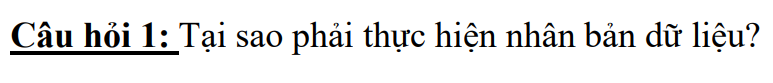 Câu hỏi 1: Tại sao phải thực hiện nhân bản dữ liệu?